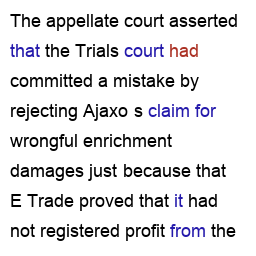 The appellate court asserted
that the Trials court had
committed a mistake by
rejecting Ajaxo s claim for
wrongful enrichment
damages just because that
E Trade proved that it had
not registered profit from the